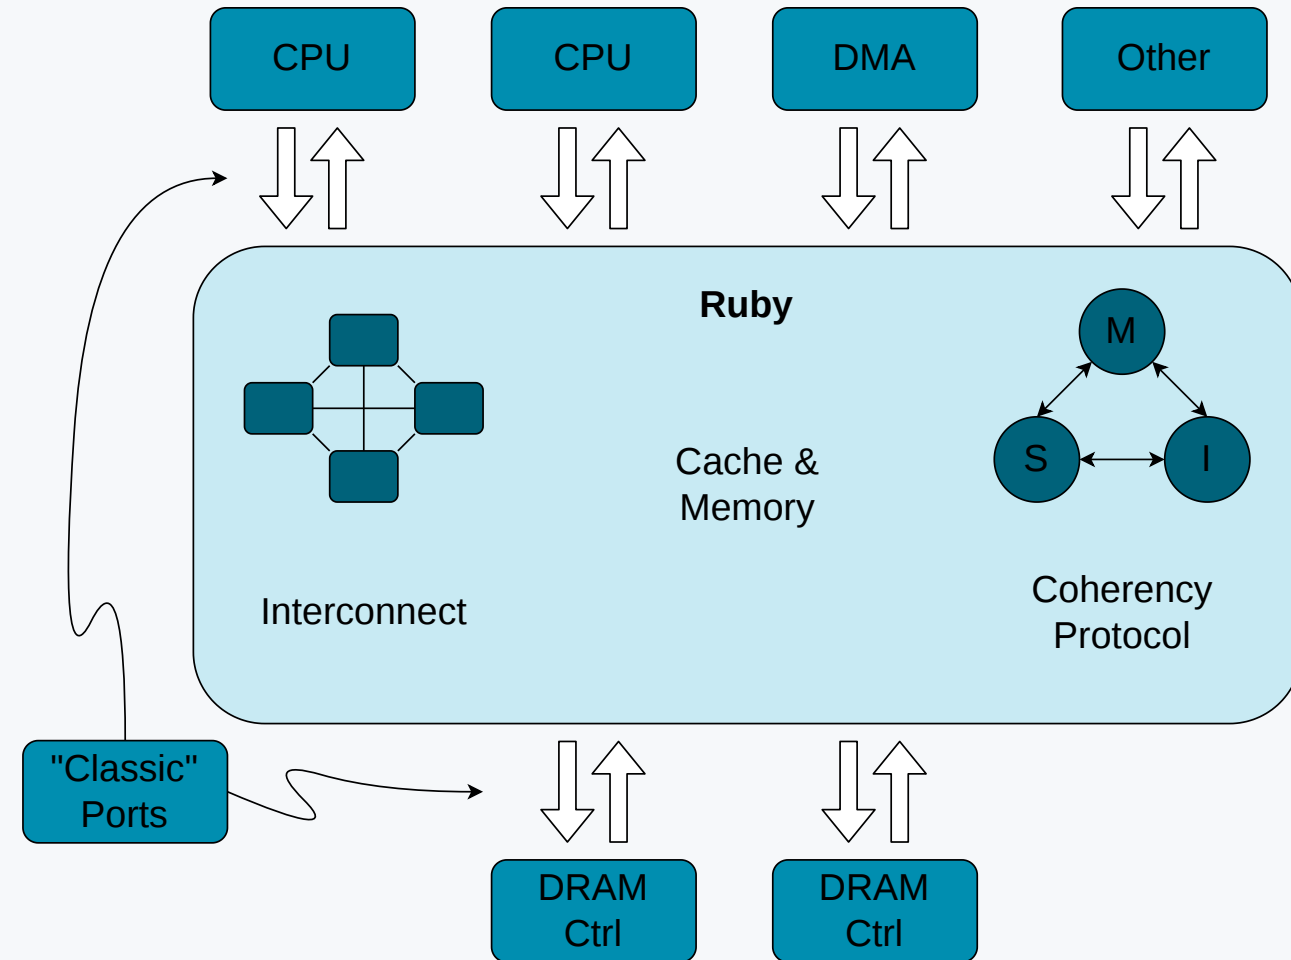 CPU
CPU
DMA
Other
Ruby
M
S
I
Cache &
Memory
Interconnect
Coherency
Protocol
"Classic"
Ports
DRAM
Ctrl
DRAM
Ctrl